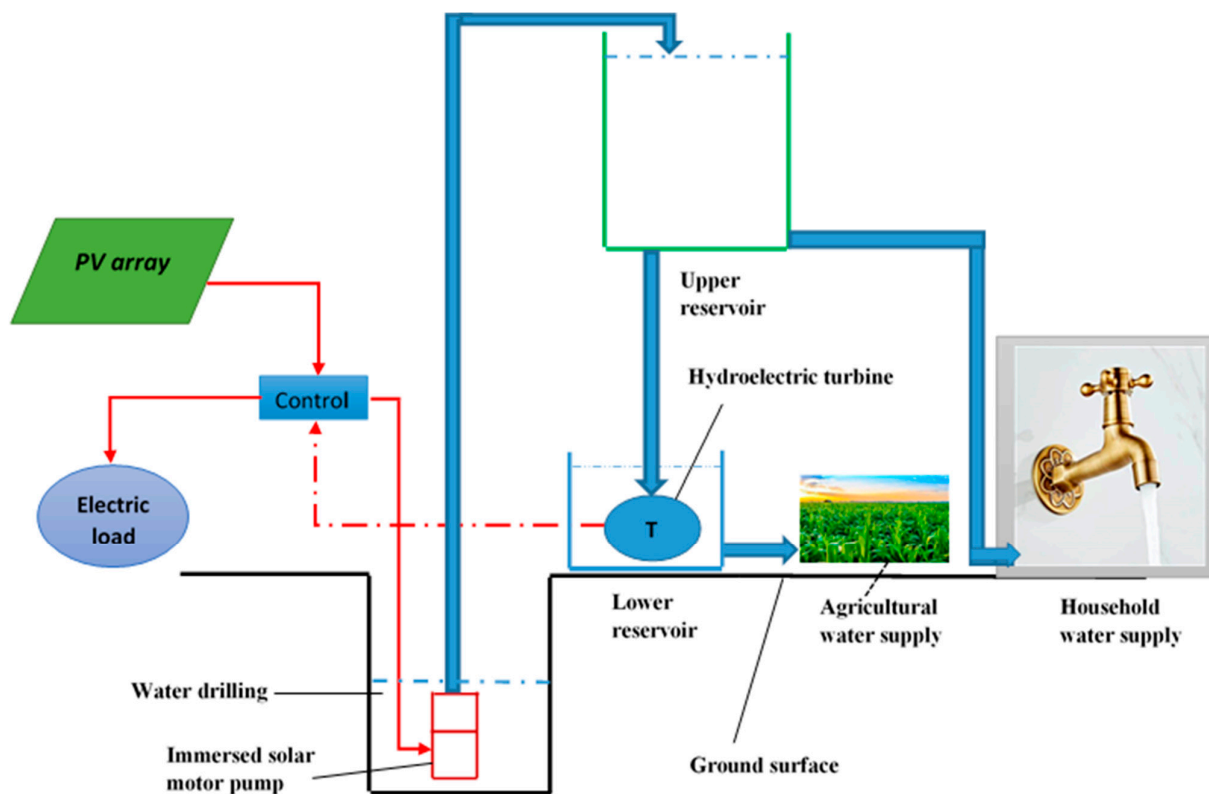 PV array
Upper
reservoir
Hydroelectric turbine
Control
Electric
load
T
Lower
reservoir
Agricultural
water supply
Household
water supply
Water drilling
Immersed solar
motor pump
Ground surface